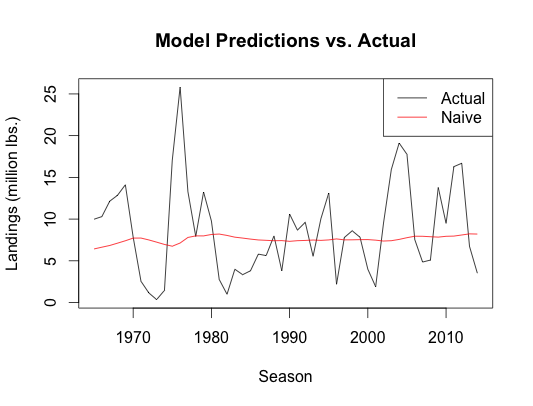 Model Predictions vs. Actual
Landings (million lbs.)
25
20
15
10
5
0
Actual
Naive
1970 1980 1990 2000 2010
Season